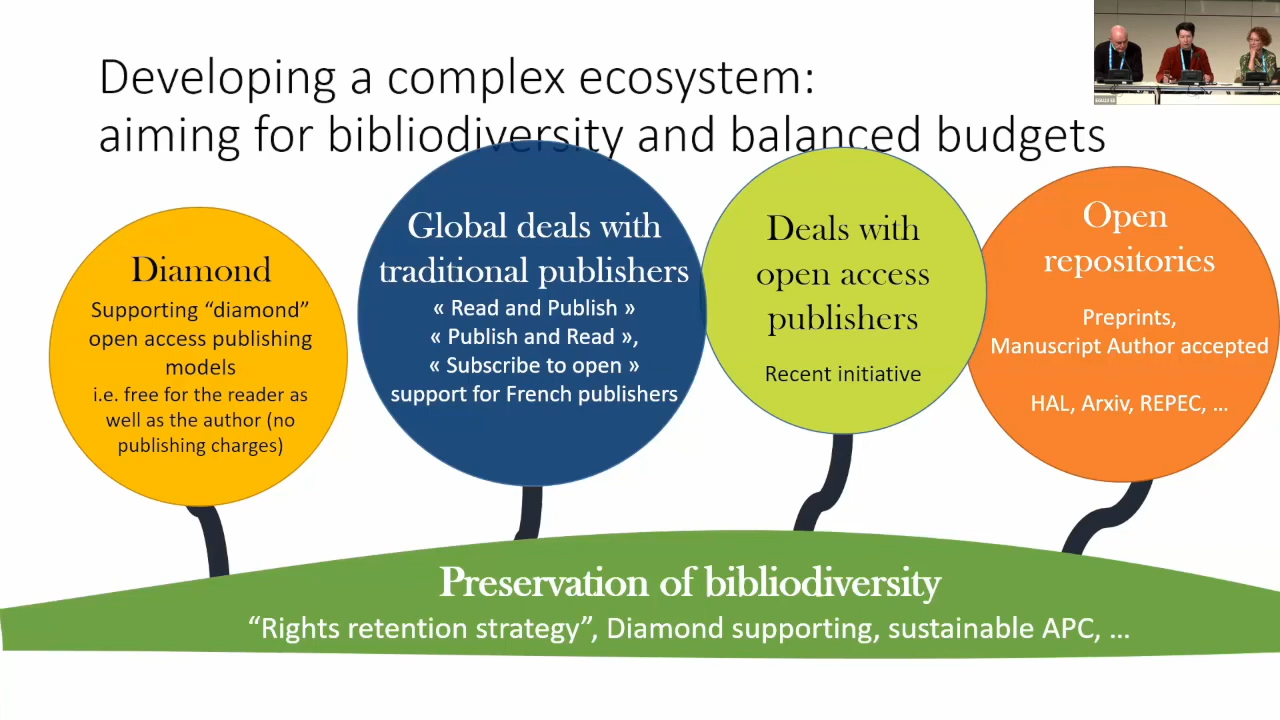 Developing a complex ecosystem:
aiming for bibliodiversity and balanced budgets
Diamond
Supporting “diamond”
open access publishing
models
i.e. free for the reader as
well as the author (no
publishing charges)
Global deals with
traditional publishers
« Read and Publish »
« Publish and Read »,
« Subscribe to open »
support for French publishers
Deals with
open access
publishers
Recent initiative
Open
repositories
Preprints,
Manuscript Author accepted
HAL, Arxiv, REPEC, ...
Preservation of bibliodiversity
“Rights retention strategy”, Diamond supporting, sustainable APC, ...